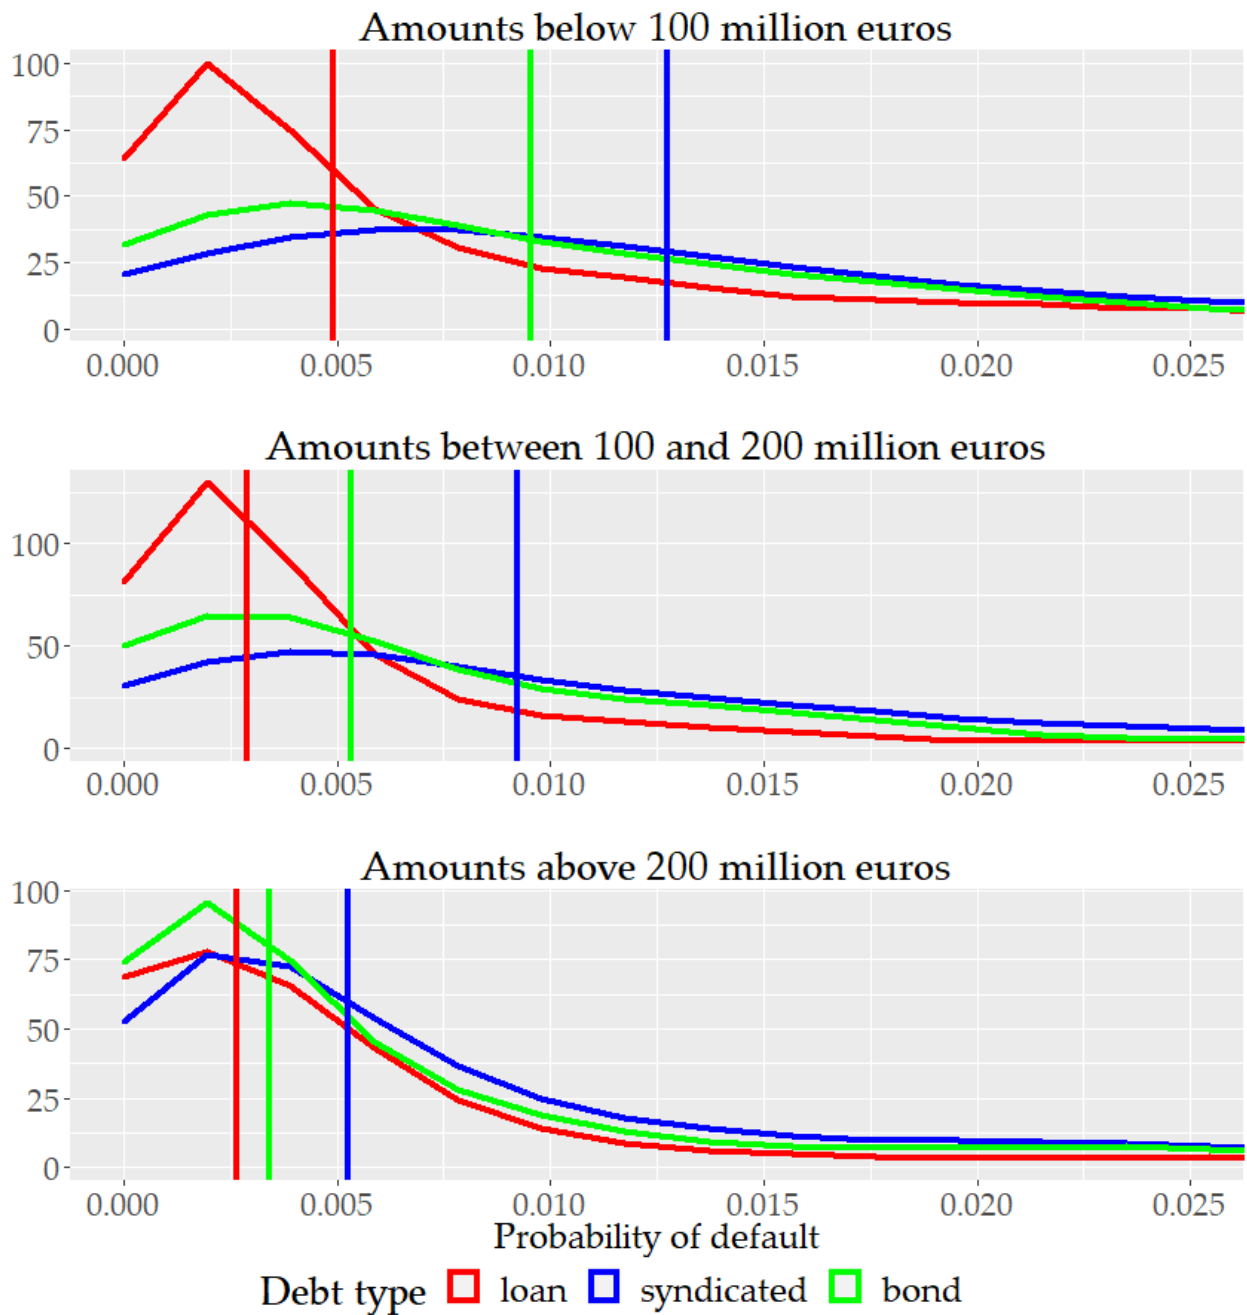 Amounts below 100 million euros
100
75
50
25
0
0.000 0.005 0.010 0.015 0.020 0.025
Amounts between 100 and 200 million euros
100
50
0
0.000 0.005 0.010 0.015 0.020 0.025
Amounts above 200 million euros
100
75
50
25
0
0.000 0.005 0.010 0.015 0.020 0.025
Probability of default
Debt type loan syndicated bond